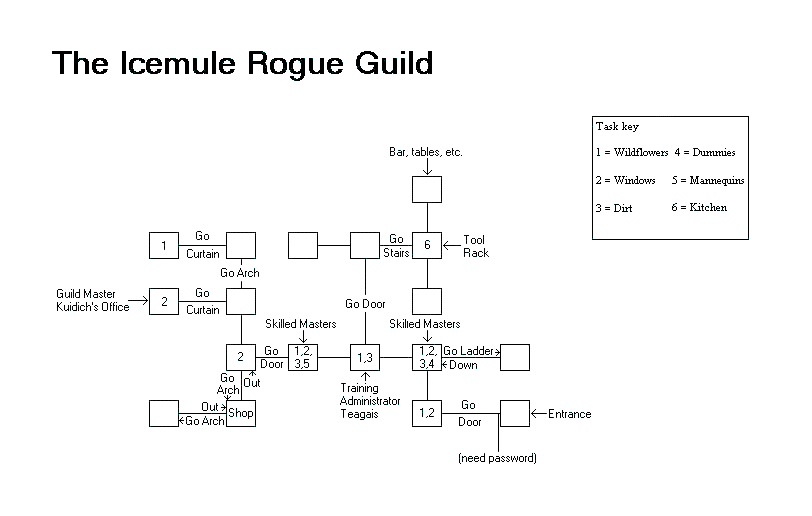 The Icemule Rogue Guild
Task key
1 = Wildflowers 4 = Dummies
2 = Windows 5 = Mannequins
3 = Dirt 6 = Kitchen
Bar, tables, etc.
1
Go
Curtain
Go
Stairs
6
Tool
Rack
Go Arch
Guild Master
Kuidich's Office
2
Go
Curtain
Go Door
Skilled Masters
Skilled Masters
2
Go
Door
1,2,
3,5
1,3
1,2,
3,4
Go Ladder
Down
Go
Arch
Out
Training
Administrator
Teagais
Out
Go Arch
Shop
1,2
Go
Door
Entrance
(need password)